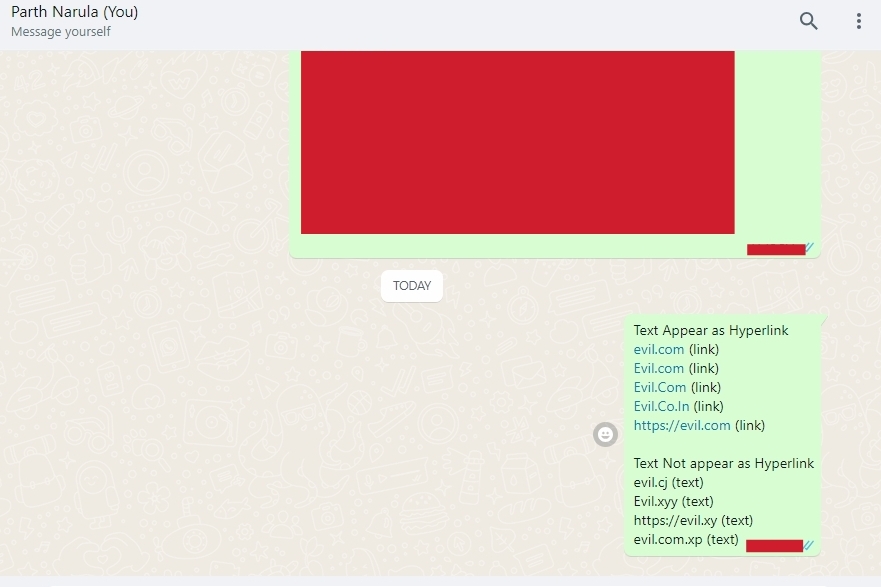 Parth Narula (You)
Message yourself
TODAY
Text Appear as Hyperlink
evil.com (link)
Evil.com (link)
Evil.Com (link)
Evil.Co.In (link)
https://evil.com (link)
Text Not appear as Hyperlink
evil.cj (text)
Evil.xyy (text)
https://evil.xy (text)
evil.com.xp (text)